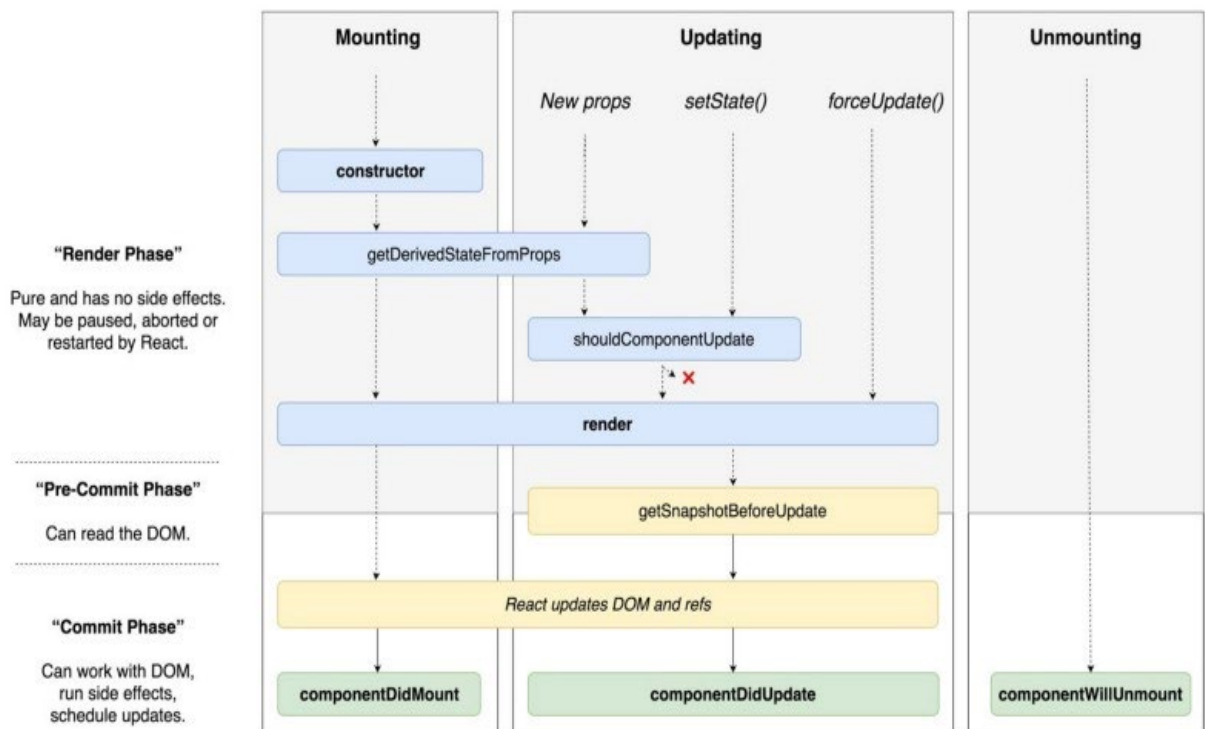 Mounting
Updating
Unmounting
New props
setState()
forceUpdate()
constructor
“Render Phase”
getDerivedStateFromProps
Pure and has no side effects.
May be paused, aborted or
restarted by React.
shouldComponentUpdate
render
“Pre-Commit Phase”
getSnapshotBeforeUpdate
Can read the DOM.
React updates DOM and refs
“Commit Phase”
Can work with DOM,
run side effects,
schedule updates.
componentDidMount
componentDidUpdate
componentWillUnmount